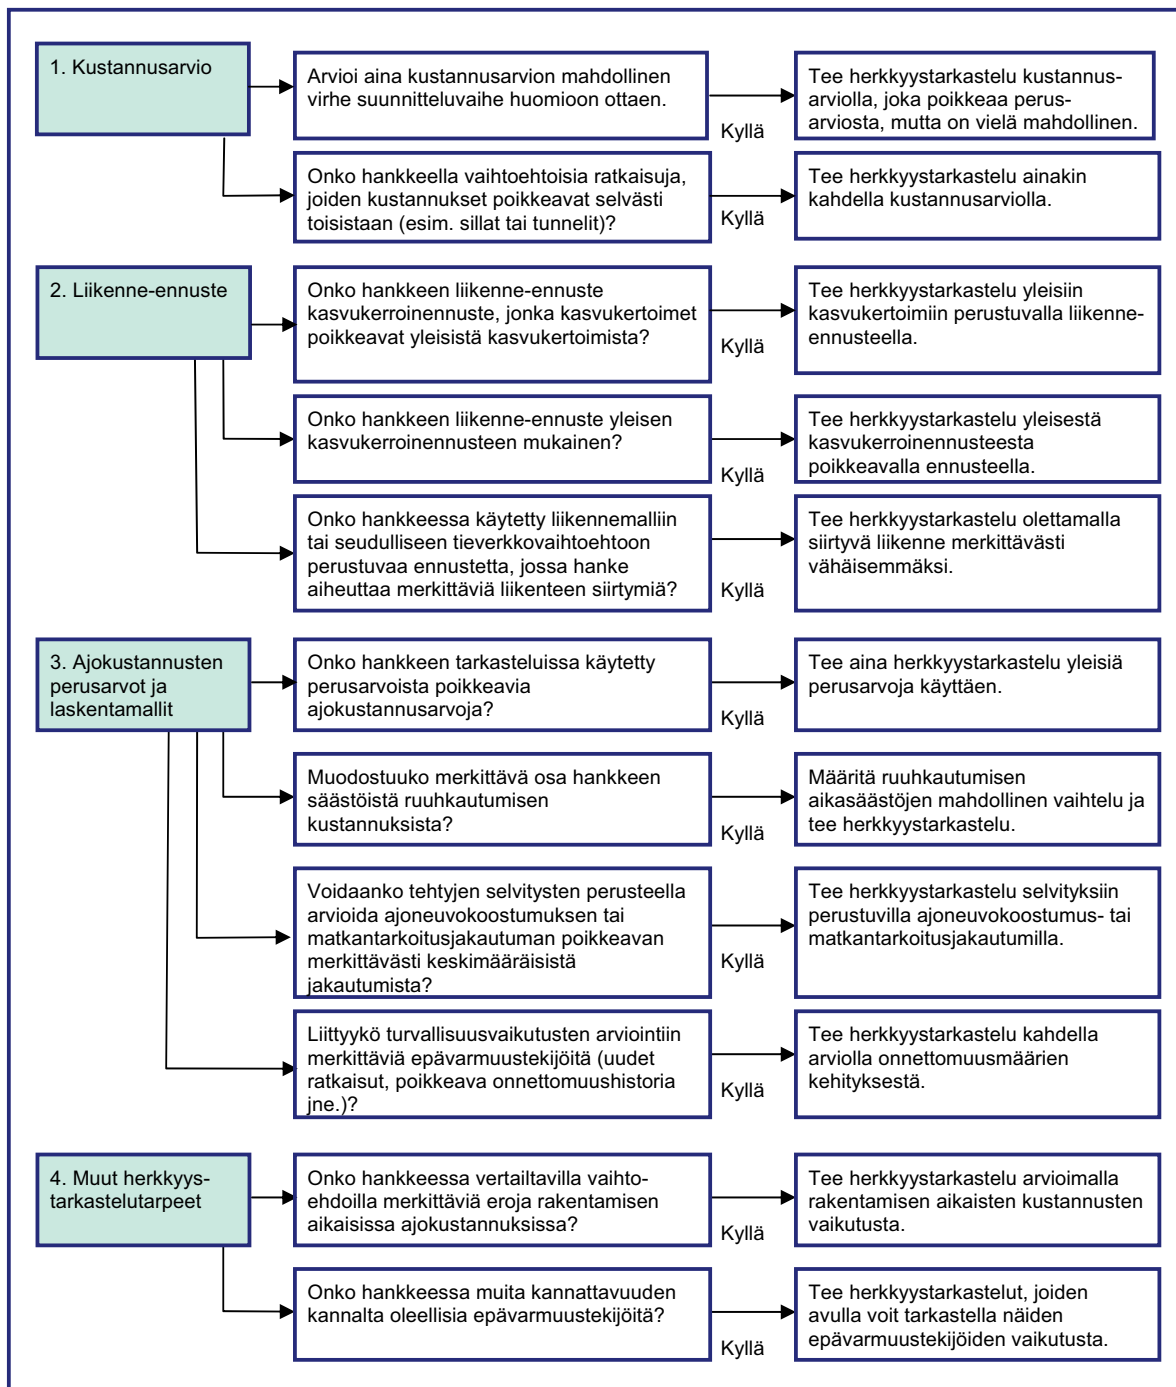 1. Kustannusarvio
Arvioi aina kustannusarvion mahdollinen
virhe suunnitteluvaihe huomioon
ottaen.
Kyllä
Tee herkkyystarkastelu kustannus-
arviolla, joka poikkeaa perus-
arviosta, mutta on vielä mahdollinen.
Onko hankkeella vaihtoehtoisia ratkaisuja,
joiden kustannukset poikkeavat selvästi
toisistaan (esim. sillat tai tunnelit)?
Kyllä
Tee herkkyystarkastelu ainakin
kahdella kustannusarviolla.
2. Liikenne-ennuste
Onko hankkeen liikenne-ennuste
kasvukerroinennuste, jonka kasvukertoimet
poikkeavat yleisistä kasvukertoimista?
Kyllä
Tee herkkyystarkastelu yleisiin
kasvukertoimiin perustuvalla liikenne-
ennusteella.
Onko hankkeen liikenne-ennuste yleisen
kasvukerroinennusteen mukainen?
Kyllä
Tee herkkyystarkastelu yleisestä
kasvukerroinennusteesta
poikkeavalla ennusteella.
Onko hankkeessa käytetty liikennemalliin
tai seudulliseen tieverkkovaihtoehtoon
perustuvaa ennustetta, jossa hanke
aiheuttaa merkittäviä liikenteen siirtymiä?
Kyllä
Tee herkkyystarkastelu olettamalla
siirtyvä liikenne merkittävästi
vähäisemmäksi.
3. Ajokustannusten
perusarvot ja
laskentamallit
Onko hankkeen tarkasteluissa käytetty
perusarvoista poikkeavia
ajokustannusarvoja?
Kyllä
Tee aina herkkyystarkastelu yleisiä
perusarvoja käyttäen.
Muodostuuko merkittävä osa hankkeen
säästöistä ruuhkautumisen
kustannuksista?
Kyllä
Määritä ruuhkautumisen
aikasäästöjen mahdollinen vaihtelu ja
tee herkkyystarkastelu.
Voidaanko tehtyjen selvitysten perusteella
arvioida ajoneuvokoostumuksen tai
matkantarkoitusjakautuman poikkeavan
merkittävästi keskimääräisistä
jakautumista?
Kyllä
Tee herkkyystarkastelu selvityksiin
perustuvilla ajoneuvokoostumus- tai
matkantarkoitusjakautumilla.
Liittyykö turvallisuusvaikutusten arviointiin
merkittäviä epävarmuustekijöitä (uudet
ratkaisut, poikkeava onnettomuushistoria
jne.)?
Kyllä
Tee herkkyystarkastelu kahdella
arviolla onnettomuusmäärien
kehityksestä.
4. Muut herkkyys-
tarkastelutarpeet
Onko hankkeessa vertailtavilla vaihto-
ehdoilla merkittäviä eroja rakentamisen
aikaisissa ajokustannuksissa?
Kyllä
Tee herkkyystarkastelu arvioimalla
rakentamisen aikaisten kustannusten
vaikutusta.
Onko hankkeessa muita kannattavuuden
kannalta oleellisia epävarmuustekijöitä?
Kyllä
Tee herkkyystarkastelut, joiden
avulla voit tarkastella näiden
epävarmuustekijöiden vaikutusta.